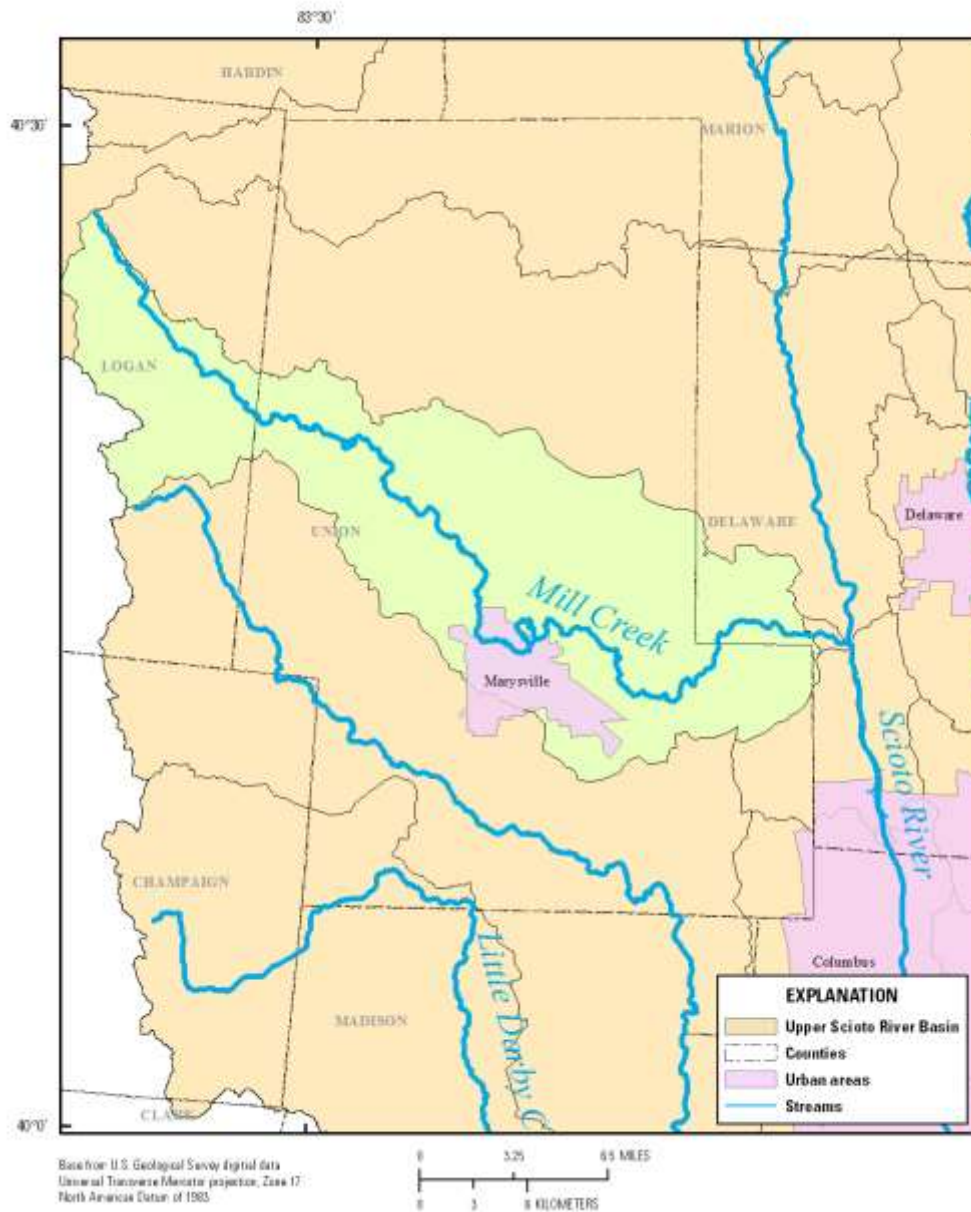 83°30'
HARDIN
40°30'
MARION
LOGAN
Delaware
UNION
DELAWARE
Mill Creek
Marysville
Scioto River
CHAMPAIGN
Little Darby C
Columbus
MADISON
EXPLANATION
Upper Scioto River Basin
Counties
Urban areas
Streams
40°0'
Base from U.S. Geological Survey digital data
Universal Transverse Mercator projection, Zone 17
North American Datum of 1983
0 3.25 6.5 MILES
0 3 6 KILOMETERS